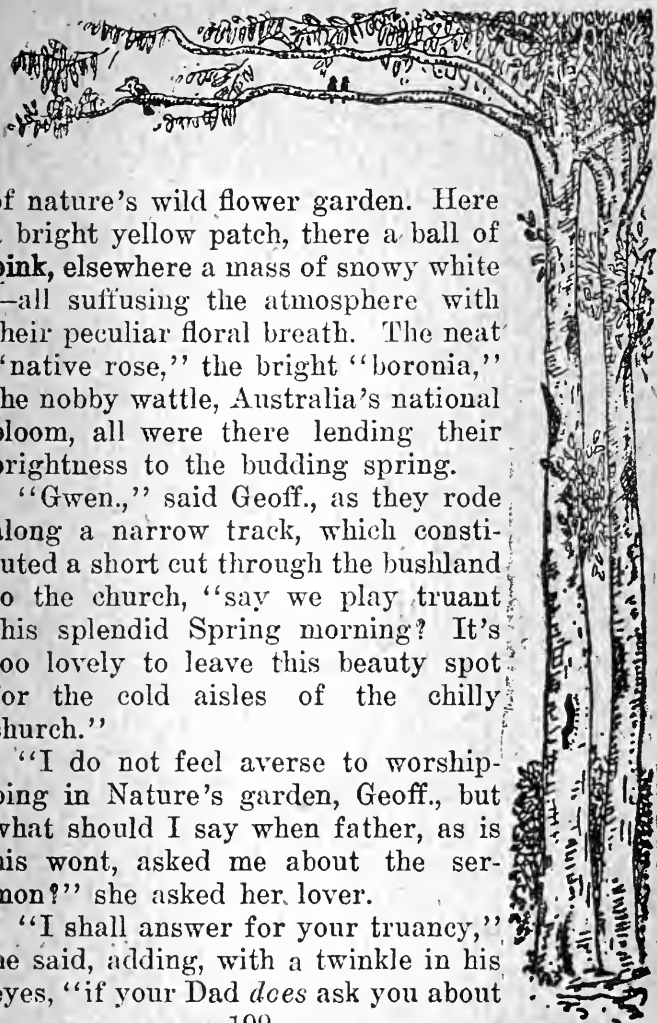 of nature's wild flower garden. Here
bright yellow patch, there a ball of
pink, elsewhere a mass of snowy white
—all suffusing the atmosphere with
their peculiar floral breath. The neat
"native rose," the bright "boronia,"
the nobby wattle, Australia's national
bloom, all were there lending their
brightness to the budding spring.
"Gwen.," said Geoff., as they rode
along a narrow track, which consti-
tuted a short cut through the bushland
to the church, "say we play truant
this splendid Spring morning? It's
too lovely to leave this beauty spot
for the cold aisles of the chilly
church."
"I do not feel averse to worship-
ping in Nature's garden, Geoff., but
what should I say when father, as is
his wont, asked me about the ser-
mon?" she asked her lover.
"I shall answer for your truancy,"
he said, adding, with a twinkle in his
eyes, "if your Dad does ask you about